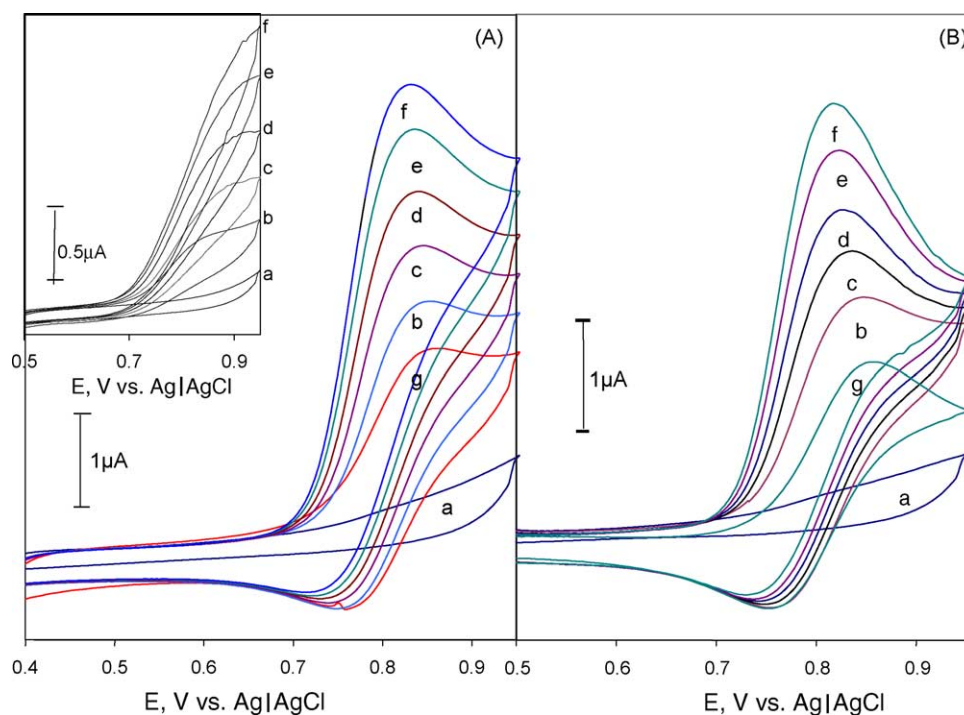 f
e
d
c
b
a
0.5µA
0.5 0.7 0.9
E, V vs. Ag|AgCl
(A)
f
e
d
c
b
g
a
1µA
0.4 0.5 0.6 0.7 0.8 0.9
E, V vs. Ag|AgCl
(B)
f
e
d
c
b
g
a
1µA
0.5 0.6 0.7 0.8 0.9
E, V vs. Ag|AgCl